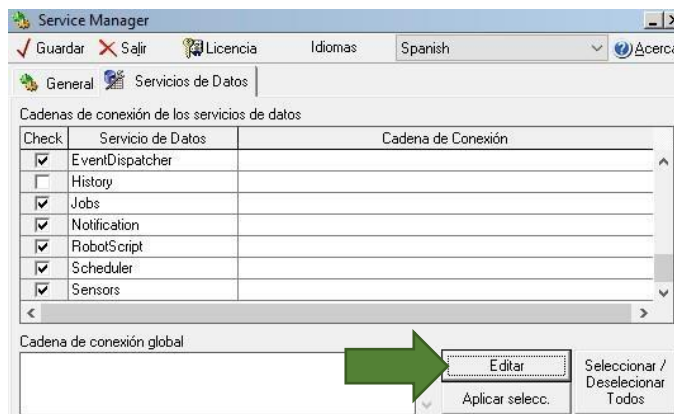 Service Manager
Guardar Salir Licencia Idiomas Spanish
General Servicios de Datos
Cadenas de conexión de los servicios de datos
Check Servicio de Datos Cadena de Conexión
EventDispatcher
History
Jobs
Notification
RobotScript
Scheduler
Sensors
Cadena de conexión global
Editar
Aplicar selecc.
Seleccionar /
Deselecionar
Todos